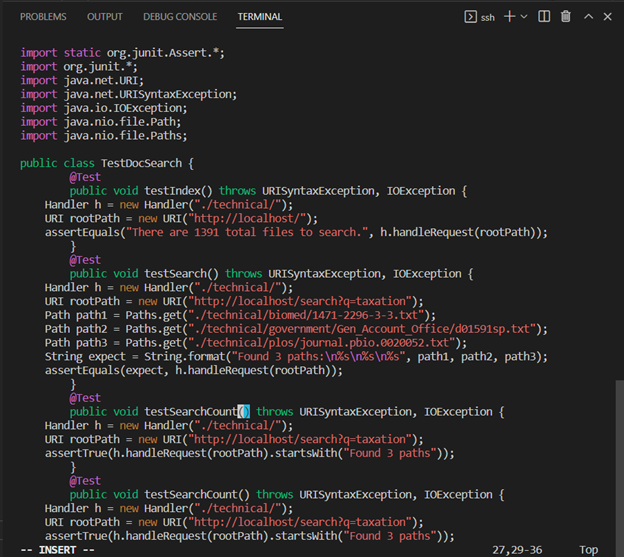 PROBLEMS OUTPUT DEBUG CONSOLE TERMINAL ssh
import static org.junit.Assert.*;
import org.junit.*;
import java.net.URI;
import java.net.URISyntaxException;
import java.io.IOException;
import java.nio.file.Path;
import java.nio.file.Paths;
public class TestDocSearch {
        @Test
        public void testIndex() throws URISyntaxException, IOException {
    Handler h = new Handler("./technical/");
    URI rootPath = new URI("http://localhost/");
    assertEquals("There are 1391 total files to search.", h.handleRequest(rootPath));
        }
        @Test
        public void testSearch() throws URISyntaxException, IOException {
    Handler h = new Handler("./technical/");
    URI rootPath = new URI("http://localhost/search?q=taxation");
    Path path1 = Paths.get("./technical/biomed/1471-2296-3-3.txt");
    Path path2 = Paths.get("./technical/government/Gen_Account_Office/d01591sp.txt");
    Path path3 = Paths.get("./technical/plos/journal.pbio.0020052.txt");
    String expect = String.format("Found 3 paths:\n%s\n%s\n%s", path1, path2, path3);
    assertEquals(expect, h.handleRequest(rootPath));
        }
        @Test
        public void testSearchCount() throws URISyntaxException, IOException {
    Handler h = new Handler("./technical/");
    URI rootPath = new URI("http://localhost/search?q=taxation");
    assertTrue(h.handleRequest(rootPath).startsWith("Found 3 paths"));
        }
        @Test
        public void testSearchCount() throws URISyntaxException, IOException {
    Handler h = new Handler("./technical/");
    URI rootPath = new URI("http://localhost/search?q=taxation");
    assertTrue(h.handleRequest(rootPath).startsWith("Found 3 paths"));
-- INSERT -- 27,29-36 Top